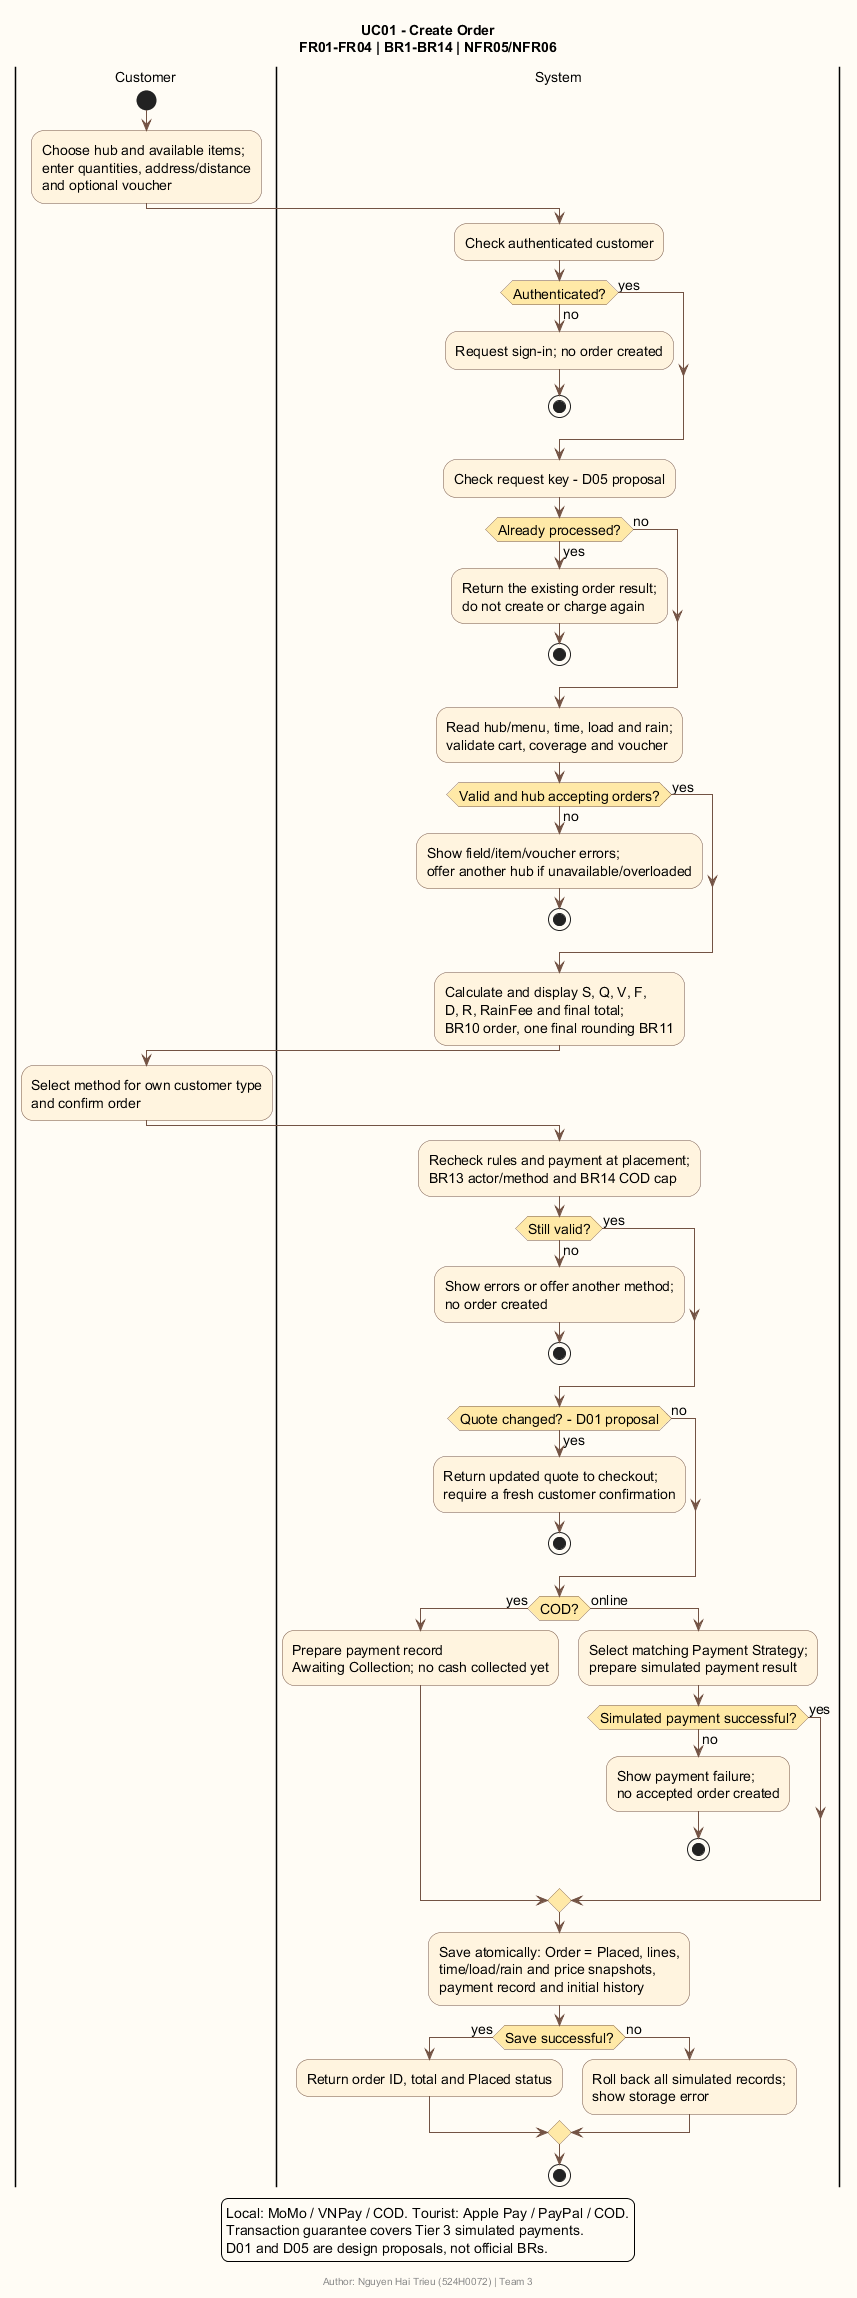 UC01 - Create Order
FR01-FR04 | BR1-BR14 | NFR05/NFR06
Customer
System
Choose hub and available items;
enter quantities, address/distance
and optional voucher
Check authenticated customer
Authenticated?
yes
no
Request sign-in; no order created
Check request key - D05 proposal
Already processed?
no
yes
Return the existing order result;
do not create or charge again
Read hub/menu, time, load and rain;
validate cart, coverage and voucher
Valid and hub accepting orders?
yes
no
Show field/item/voucher errors;
offer another hub if unavailable/overloaded
Calculate and display S, Q, V, F,
D, R, RainFee and final total;
BR10 order, one final rounding BR11
Select method for own customer type
and confirm order
Recheck rules and payment at placement;
BR13 actor/method and BR14 COD cap
Still valid?
yes
no
Show errors or offer another method;
no order created
Quote changed? - D01 proposal
no
yes
Return updated quote to checkout;
require a fresh customer confirmation
yes
COD?
online
Prepare payment record
Awaiting Collection; no cash collected yet
Select matching Payment Strategy;
prepare simulated payment result
Simulated payment successful?
yes
no
Show payment failure;
no accepted order created
Save atomically: Order = Placed, lines,
time/load/rain and price snapshots,
payment record and initial history
yes
Save successful?
no
Return order ID, total and Placed status
Roll back all simulated records;
show storage error
Local: MoMo / VNPay / COD. Tourist: Apple Pay / PayPal / COD.
Transaction guarantee covers Tier 3 simulated payments.
D01 and D05 are design proposals, not official BRs.
Author: Nguyen Hai Trieu (524H0072) | Team 3